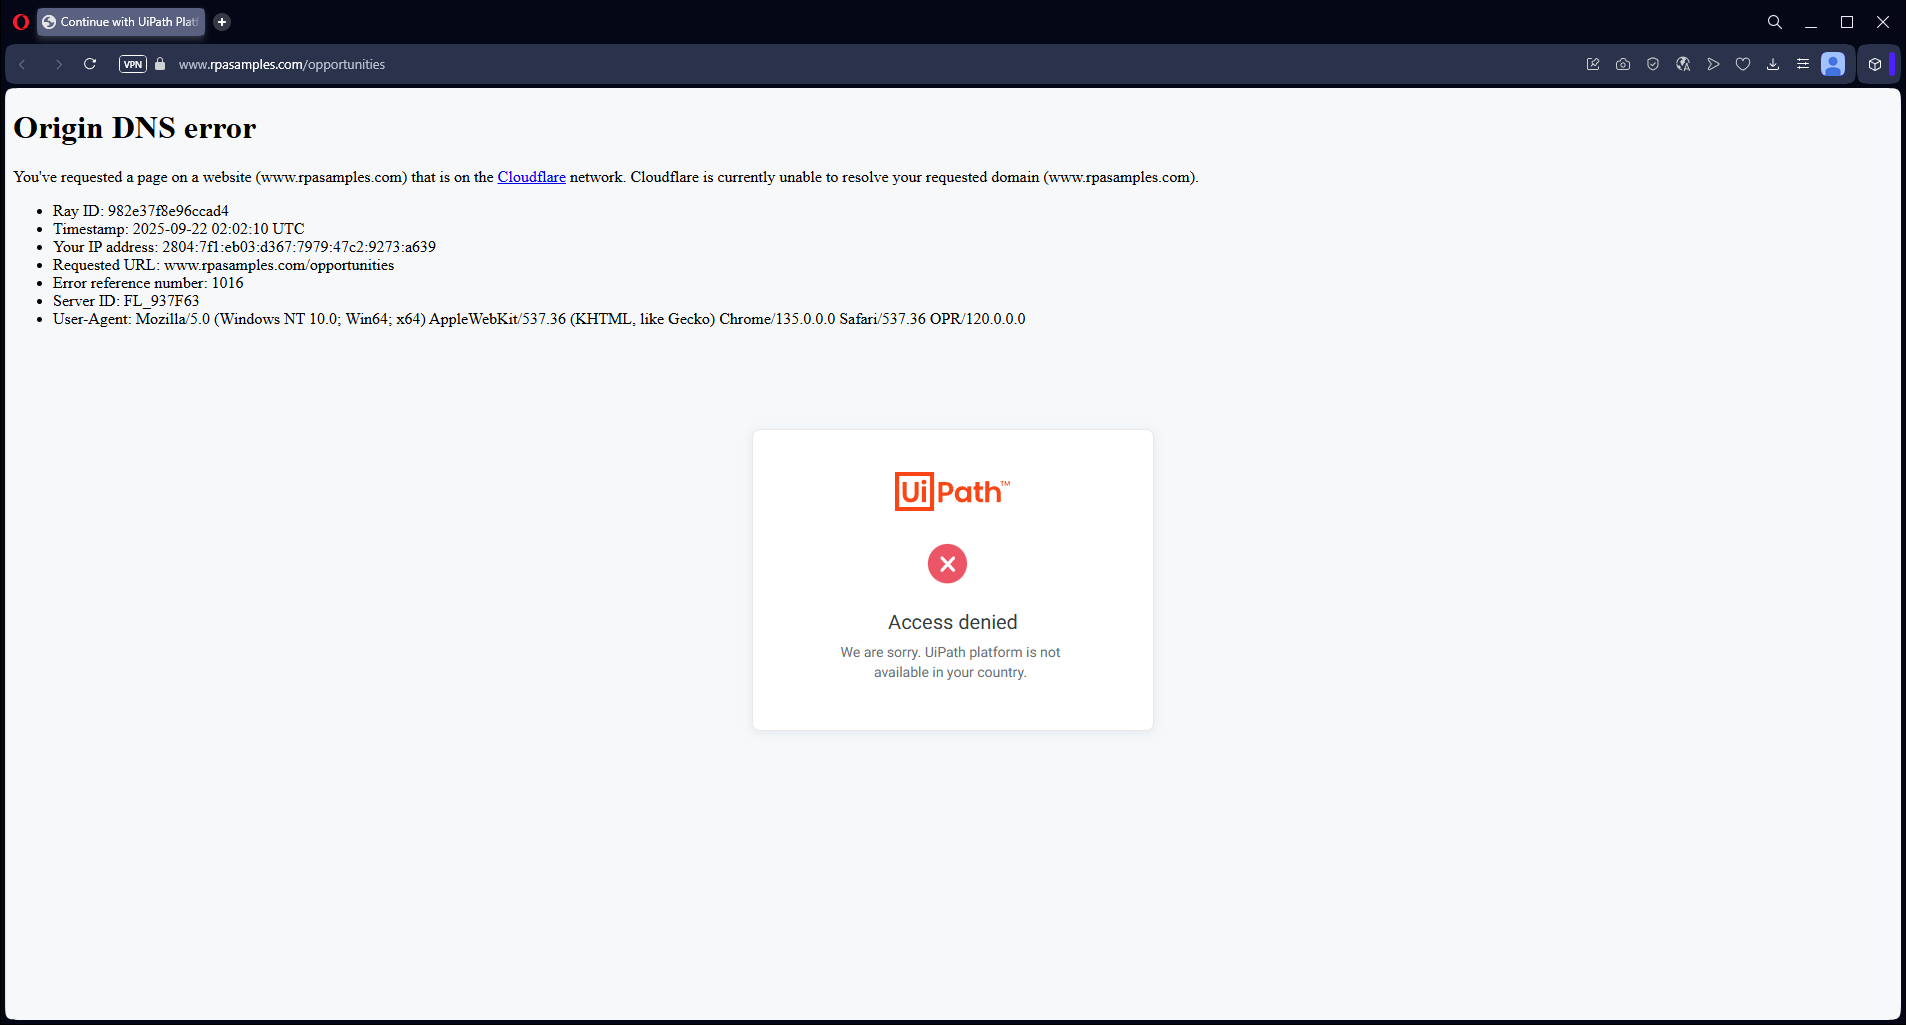 Continue with UiPath Plat
VPN
www.rpasamples.com/opportunities
Origin DNS error
You've requested a page on a website (www.rpasamples.com) that is on the Cloudflare network. Cloudflare is currently unable to resolve your requested domain (www.rpasamples.com).
• Ray ID: 982e37f8e96ccad4
• Timestamp: 2025-09-22 02:02:10 UTC
• Your IP address: 2804:7f1:eb03:d367:7979:47c2:9273:a639
• Requested URL: www.rpasamples.com/opportunities
• Error reference number: 1016
• Server ID: FL_937F63
• User-Agent: Mozilla/5.0 (Windows NT 10.0; Win64; x64) AppleWebKit/537.36 (KHTML, like Gecko) Chrome/135.0.0.0 Safari/537.36 OPR/120.0.0.0
UiPath™
Access denied
We are sorry. UiPath platform is not
available in your country.